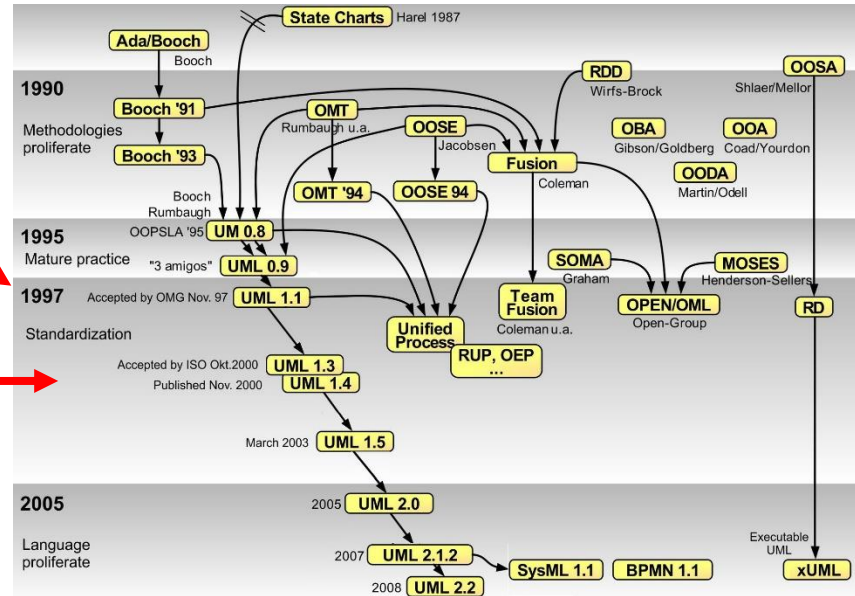 State Charts Harel 1987
Ada/Booch
Booch
RDD
Wirfs-Brock
OOSA
Shlaer/Mellor
1990
Methodologies
proliferate
Booch '91
OMT
Rumbaugh u.a.
OOSE
Jacobsen
OBA
Gibson/Goldberg
OOA
Coad/Yourdon
Booch '93
Fusion
Coleman
OODA
Martin/Odell
OMT '94
OOSE 94
Booch
Rumbaugh
OOPSLA '95 UM 0.8
1995
Mature practice
"3 amigos" UML 0.9
SOMA
Graham
MOSES
Henderson-Sellers
1997
Standardization
Accepted by OMG Nov. 97 UML 1.1
Team
Fusion
Coleman u.a.
OPEN/OML
Open-Group
RD
Unified
Process
RUP, OEP
...
Accepted by ISO Okt.2000 UML 1.3
Published Nov. 2000 UML 1.4
March 2003 UML 1.5
2005
Language
proliferate
2005 UML 2.0
Executable
UML
2007 UML 2.1.2
SysML 1.1
BPMN 1.1
xUML
2008 UML 2.2